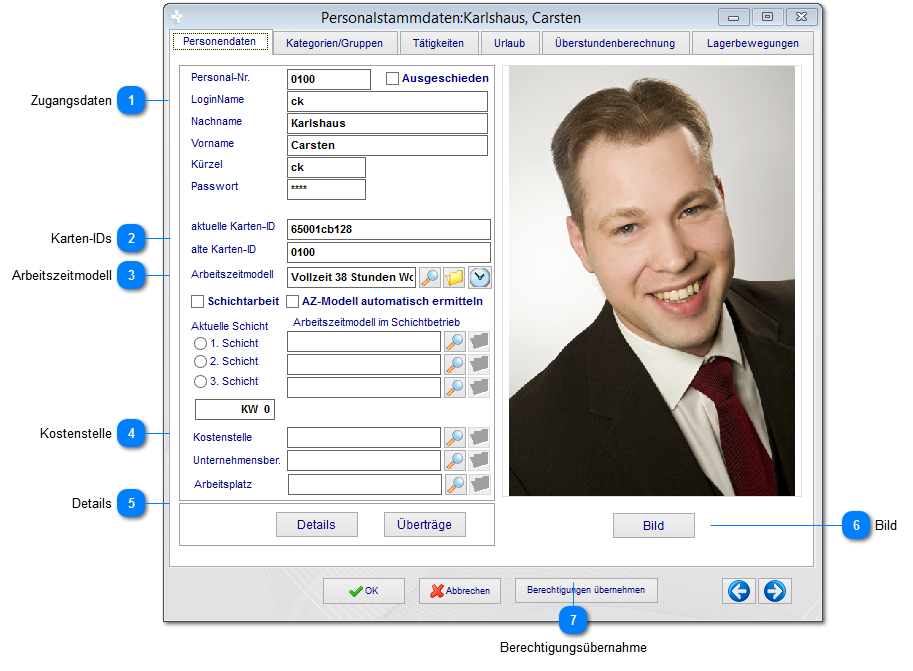 Personalstammdaten:Karlshaus, Carsten
Personendaten Kategorien/Gruppen Tätigkeiten Urlaub Überstundenberechnung Lagerbewegungen
Personal-Nr. 0100 Ausgeschieden
Zugangsdaten 1 LoginName ck
Nachname Karlshaus
Vorname Carsten
Kürzel ck
Passwort ****
aktuelle Karten-ID 65001cb128
Karten-IDs 2
alte Karten-ID 0100
Arbeitszeitmodell 3 Arbeitszeitmodell Vollzeit 38 Stunden Wo
Schichtarbeit AZ-Modell automatisch ermitteln
Aktuelle Schicht Arbeitszeitmodell im Schichtbetrieb
1. Schicht
2. Schicht
3. Schicht
KW 0
Kostenstelle 4 Kostenstelle
Unternehmensber.
Arbeitsplatz
Details 5
Details Überträge Bild 6 Bild
OK Abbrechen Berechtigungen übernehmen
7
Berechtigungsübernahme